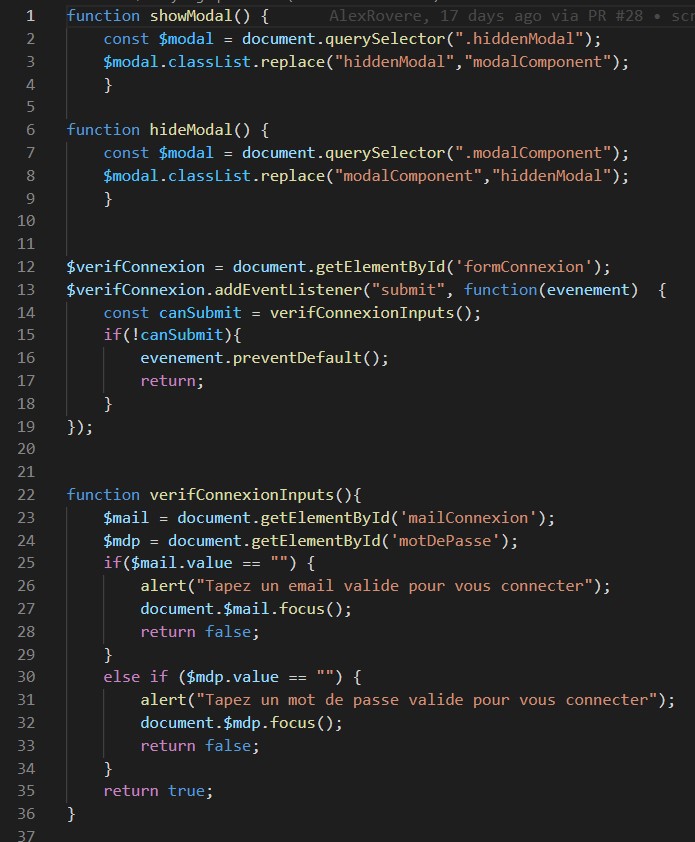 1 function showModal() { AlexRovere, 17 days ago via PR #28 •
2 const $modal = document.querySelector(".hiddenModal");
3 $modal.classList.replace("hiddenModal","modalComponent");
4 }
5
6 function hideModal() {
7 const $modal = document.querySelector(".modalComponent");
8 $modal.classList.replace("modalComponent","hiddenModal");
9 }
10
11
12 $verifConnexion = document.getElementById('formConnexion');
13 $verifConnexion.addEventListener("submit", function(evenement) {
14 const canSubmit = verifConnexionInputs();
15 if(!canSubmit){
16 evenement.preventDefault();
17 return;
18 }
19 });
20
21
22 function verifConnexionInputs(){
23 $mail = document.getElementById('mailConnexion');
24 $mdp = document.getElementById('motDePasse');
25 if($mail.value == "") {
26 alert("Tapez un email valide pour vous connecter");
27 document.$mail.focus();
28 return false;
29 }
30 else if ($mdp.value == "") {
31 alert("Tapez un mot de passe valide pour vous connecter");
32 document.$mdp.focus();
33 return false;
34 }
35 return true;
36 }
37